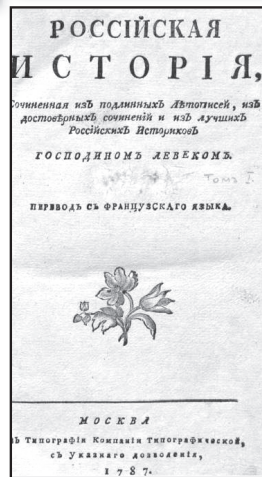 РОССІЙСКАЯ
ИСТОРІЯ,
Сочиненная изЪ подлинныхЪ Лѣтописей, изЪ
достовѣрныхЪ сочиненій и изЪ лучшихЪ
РоссійскихЪ ИсториковЪ
ГОСПОДИНОМЪ ЛЕВЕКОМЪ.
ТОМЪ I.
ПЕРЕВОДЪ СЪ ФРАНЦУЗСКАГО ЯЗЫКА.
МОСКВА
Ъ Типографіи Компаніи Типографической,
съ Указнаго дозволенія,
1787.